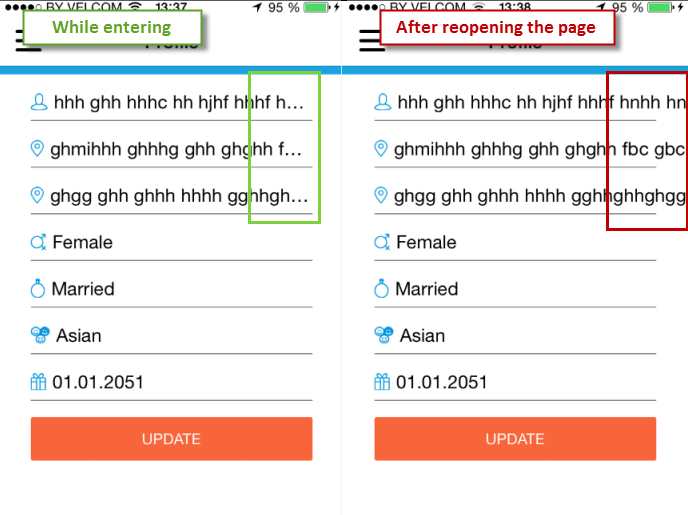 BY VELCOM 13:37 95 %
While entering
hhh ghh hhhc hh hjhf hhhf h...
ghmihhh ghhhg ghh ghghh f...
ghgg ghh ghhh hhhh gghhgh...
Female
Married
Asian
01.01.2051
UPDATE
BY VELCOM 13:38 95 %
After reopening the page
hhh ghh hhhc hh hjhf hhhf hnhh hn
ghmihhh ghhhg ghh ghghh fbc gbc
ghgg ghh ghhh hhhh gghhghhghgg
Female
Married
Asian
01.01.2051
UPDATE